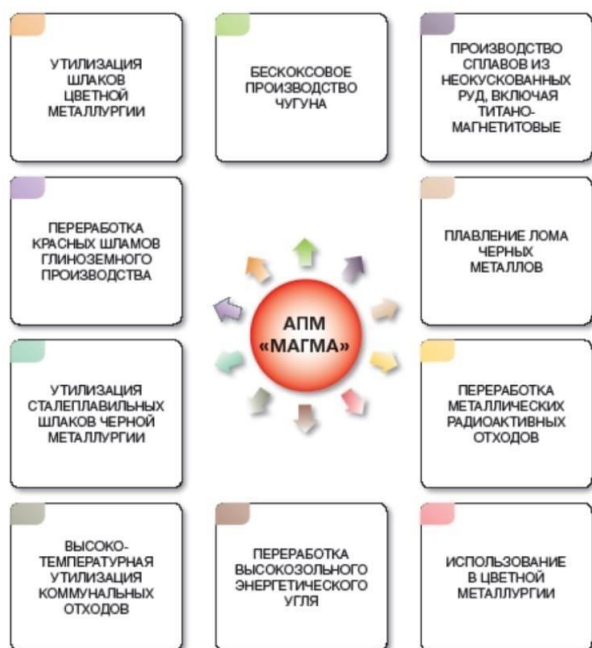 УТИЛИЗАЦИЯ
ШЛАКОВ
ЦВЕТНОЙ
МЕТАЛЛУРГИИ
БЕСКОКСОВОЕ
ПРОИЗВОДСТВО
ЧУГУНА
ПРОИЗВОДСТВО
СПЛАВОВ ИЗ
НЕОКУСКОВАННЫХ
РУД, ВКЛЮЧАЯ
ТИТАНО-
МАГНЕТИТОВЫЕ
ПЕРЕРАБОТКА
КРАСНЫХ ШЛАМОВ
ГЛИНОЗЕМНОГО
ПРОИЗВОДСТВА
ПЛАВЛЕНИЕ ЛОМА
ЧЕРНЫХ
МЕТАЛЛОВ
АПМ
«МАГМА»
УТИЛИЗАЦИЯ
СТАЛЕПЛАВИЛЬНЫХ
ШЛАКОВ ЧЕРНОЙ
МЕТАЛЛУРГИИ
ПЕРЕРАБОТКА
МЕТАЛЛИЧЕСКИХ
РАДИОАКТИВНЫХ
ОТХОДОВ
ВЫСОКО-
ТЕМПЕРАТУРНАЯ
УТИЛИЗАЦИЯ
КОММУНАЛЬНЫХ
ОТХОДОВ
ПЕРЕРАБОТКА
ВЫСОКОЗОЛЬНОГО
ЭНЕРГЕТИЧЕСКОГО
УГЛЯ
ИСПОЛЬЗОВАНИЕ
В ЦВЕТНОЙ
МЕТАЛЛУРГИИ